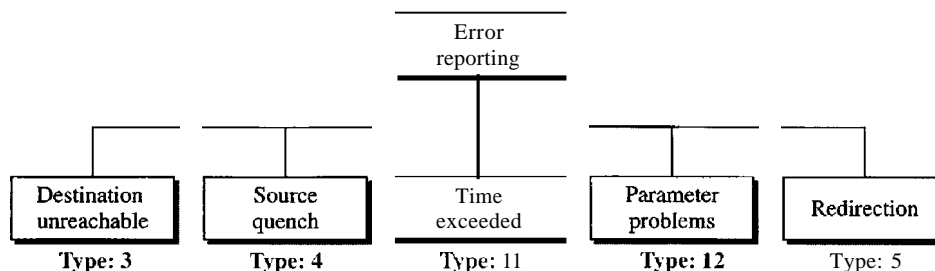 Error
reporting
Destination
unreachable
Source
quench
Time
exceeded
Parameter
problems
Redirection
Type: 3
Type: 4
Type: 11
Type: 12
Type: 5